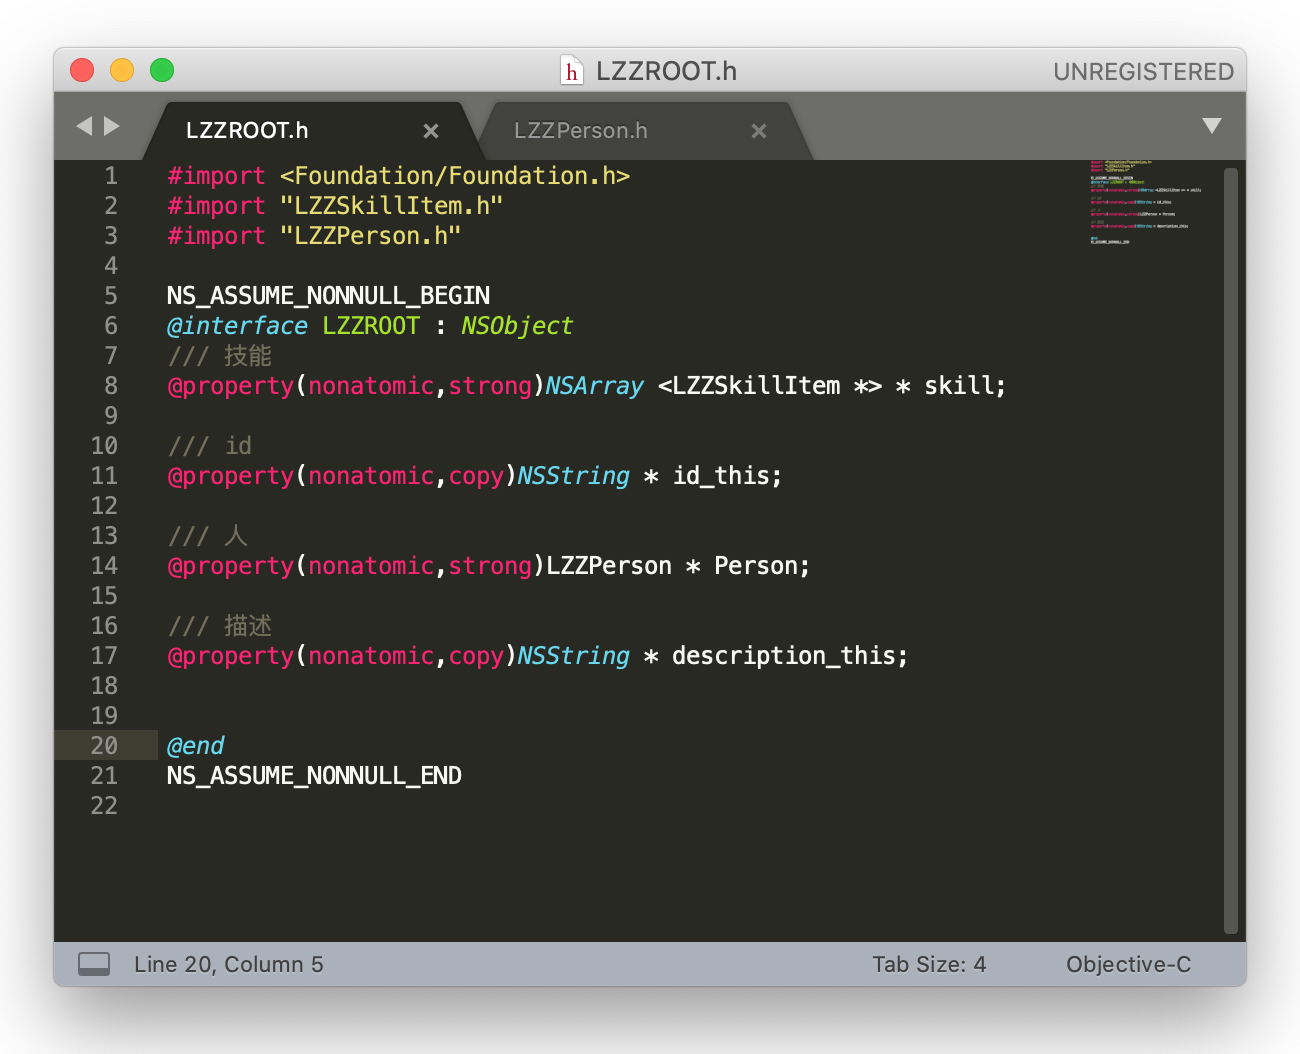 h LZZROOT.h UNREGISTERED
LZZROOT.h × LZZPerson.h ×
1 #import <Foundation/Foundation.h>
2 #import "LZZSkillItem.h"
3 #import "LZZPerson.h"
4
5 NS_ASSUME_NONNULL_BEGIN
6 @interface LZZROOT : NSObject
7 /// 技能
8 @property(nonatomic,strong)NSArray <LZZSkillItem *> * skill;
9
10 /// id
11 @property(nonatomic,copy)NSString * id_this;
12
13 /// 人
14 @property(nonatomic,strong)LZZPerson * Person;
15
16 /// 描述
17 @property(nonatomic,copy)NSString * description_this;
18
19
20 @end
21 NS_ASSUME_NONNULL_END
22
Line 20, Column 5 Tab Size: 4 Objective-C